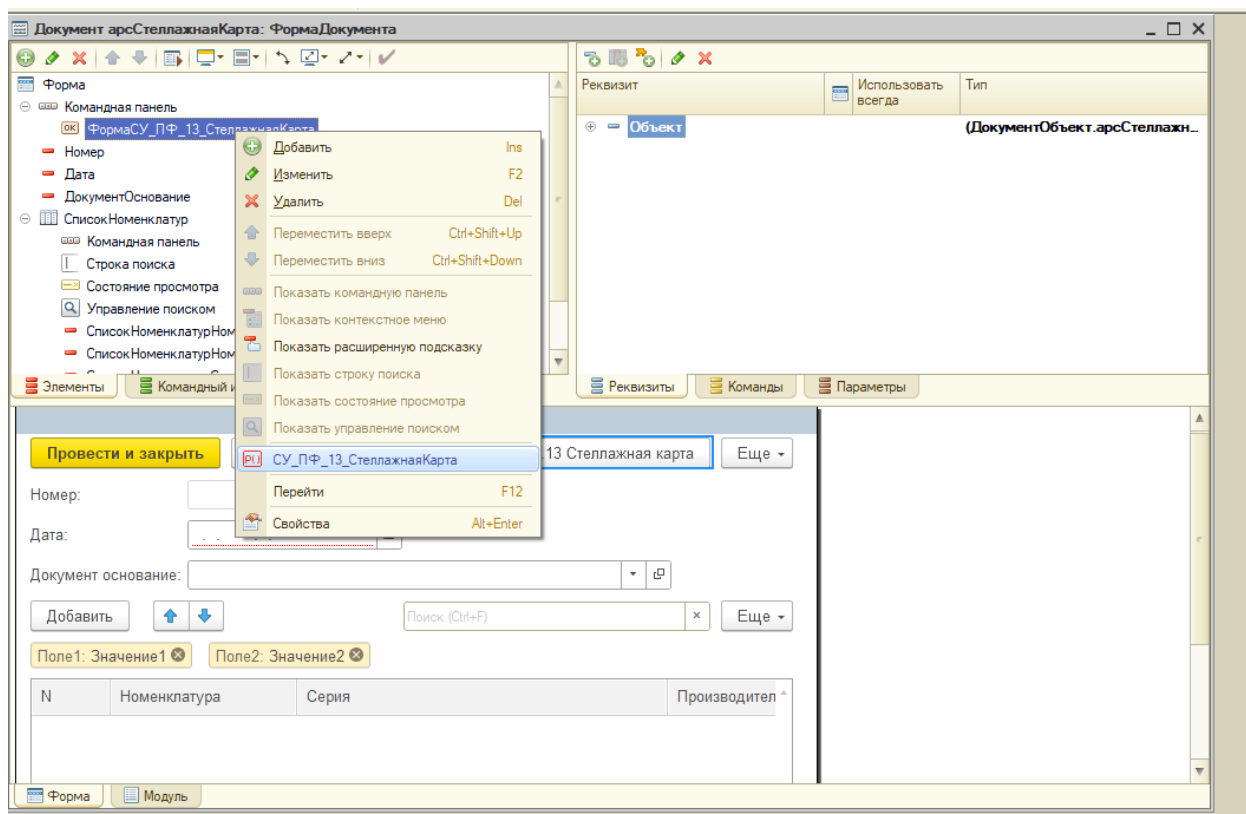 Документ арсСтеллажнаяКарта: ФормаДокумента
Форма
Командная панель
ФормаСУ_ПФ_13_СтеллажнаяКарта
Номер
Дата
ДокументОснование
СписокНоменклатур
Командная панель
Строка поиска
Состояние просмотра
Управление поиском
СписокНоменклатурНом
СписокНоменклатурНом
Элементы
Командный и
Добавить Ins
Изменить F2
Удалить Del
Переместить вверх Ctrl+Shift+Up
Переместить вниз Ctrl+Shift+Down
Показать командную панель
Показать контекстное меню
Показать расширенную подсказку
Показать строку поиска
Показать состояние просмотра
Показать управление поиском
СУ_ПФ_13_СтеллажнаяКарта
Перейти F12
Свойства Alt+Enter
Реквизит Использовать всегда Тип
Объект (ДокументОбъект.арсСтеллажн...
Реквизиты Команды Параметры
Провести и закрыть 13 Стеллажная карта Еще
Номер:
Дата:
Документ основание:
Добавить Поиск (Ctrl+F) × Еще
Поле1: Значение1 Поле2: Значение2
N Номенклатура Серия Производител
Форма Модуль